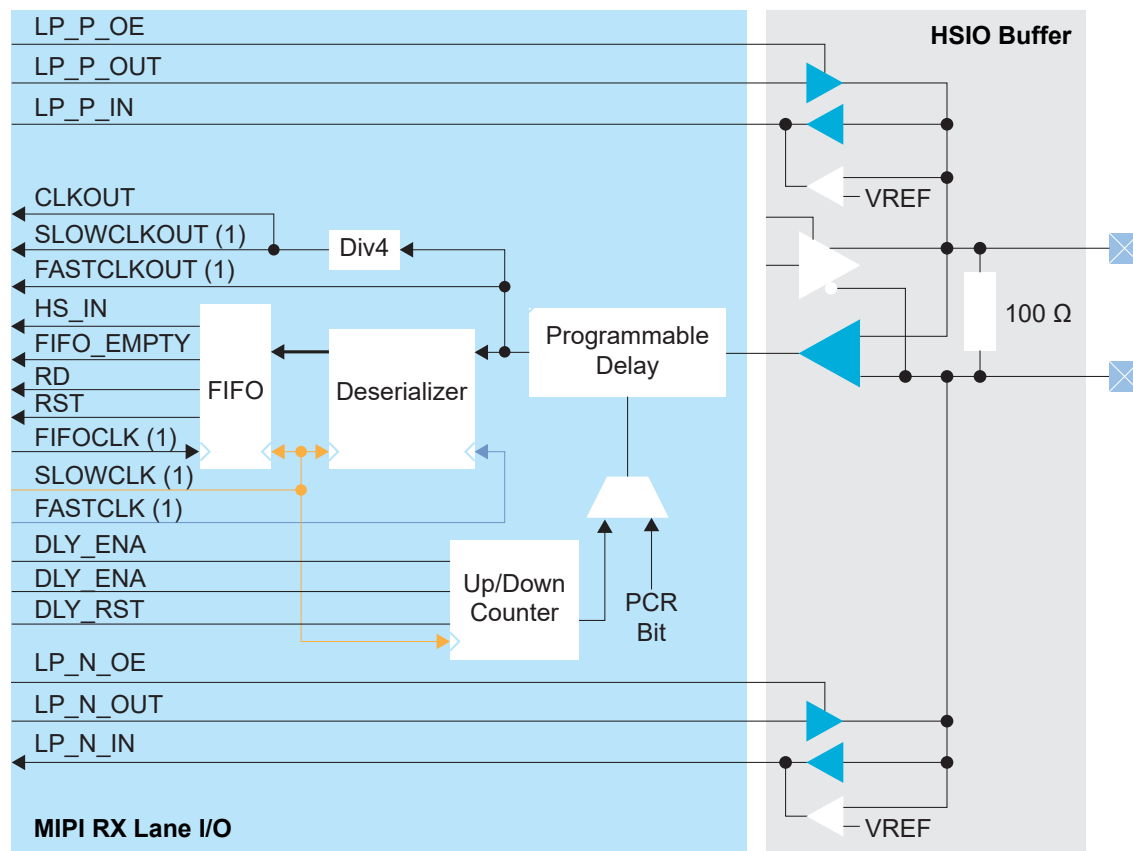 LP_P_OE
HSIO Buffer
LP_P_OUT
LP_P_IN
VREF
CLKOUT
SLOWCLKOUT (1)
Div4
FASTCLKOUT (1)
HS_IN
100 Ω
Programmable
Delay
FIFO_EMPTY
RD
FIFO
Deserializer
RST
FIFOCLK (1)
SLOWCLK (1)
FASTCLK (1)
DLY_ENA
DLY_ENA
DLY_RST
Up/Down
Counter
PCR
Bit
LP_N_OE
LP_N_OUT
LP_N_IN
VREF
MIPI RX Lane I/O